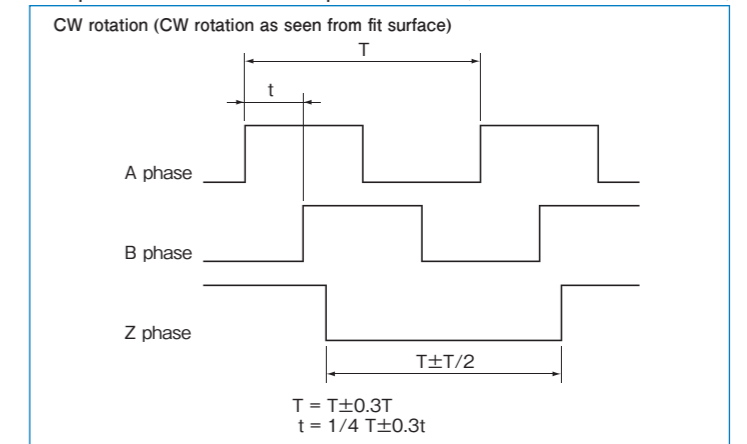 CW rotation (CW rotation as seen from fit surface)
T
t
A phase
B phase
Z phase
T±T/2
T = T±0.3T
t = 1/4 T±0.3t